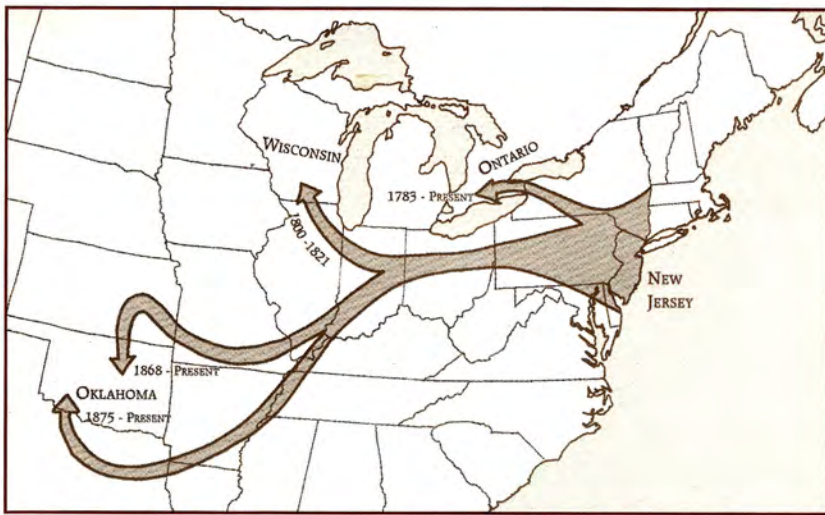 WISCONSIN
ONTARIO
1783 - PRESENT
1800 - 1821
NEW
JERSEY
1868 - PRESENT
OKLAHOMA
1875 - PRESENT